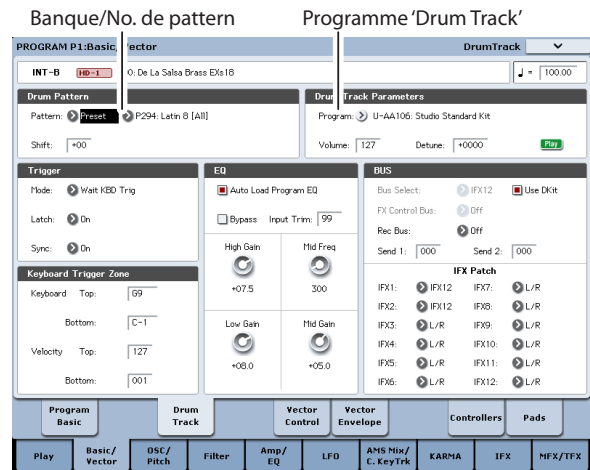 Banque/No. de pattern Programme ‘Drum Track’
PROGRAM P1:Basic/Vector DrumTrack
INT-B HD-1 0: De La Salsa Brass EXs18 ♩ = 100.00
Drum Pattern Drum Track Parameters
Pattern: Preset P294: Latin 8 [All] Program: U-AA106: Studio Standard Kit
Shift: +00 Volume: 127 Detune: +0000 Play
Trigger EQ BUS
Mode: Wait KBD Trig Auto Load Program EQ Bus Select: IFX12 Use DKit
Latch: On Bypass Input Trim: 99 FX Control Bus: Off
Sync: On Rec Bus: Off
High Gain Mid Freq Send 1: 000 Send 2: 000
Keyboard Trigger Zone IFX Patch
Keyboard Top: G9 +07.5 300 IFX1: IFX12 IFX7: L/R
Bottom: C-1 IFX2: IFX12 IFX8: L/R
Low Gain Mid Gain IFX3: L/R IFX9: L/R
Velocity Top: 127 IFX4: L/R IFX10: L/R
+08.0 +05.0 IFX5: L/R IFX11: L/R
Bottom: 001 IFX6: L/R IFX12: L/R
Program Basic Drum Track Vector Control Vector Envelope Controllers Pads
Play Basic/Vector OSC/Pitch Filter Amp/EQ LFO AMS Mix/C.KeyTrk KARMA IFX MFX/TFX